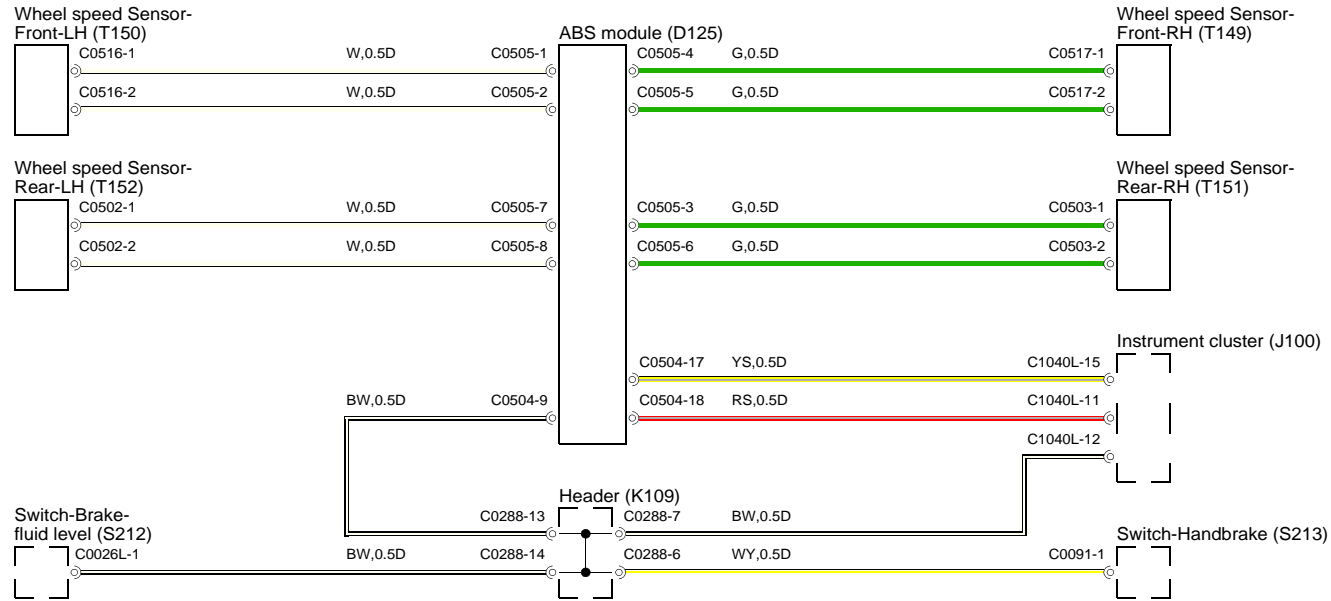 Wheel speed Sensor-
Front-LH (T150)
C0516-1 W,0.5D C0505-1
C0516-2 W,0.5D C0505-2
Wheel speed Sensor-
Rear-LH (T152)
C0502-1 W,0.5D C0505-7
C0502-2 W,0.5D C0505-8
ABS module (D125)
C0505-4 G,0.5D C0517-1
C0505-5 G,0.5D C0517-2
Wheel speed Sensor-
Front-RH (T149)
C0505-3 G,0.5D C0503-1
C0505-6 G,0.5D C0503-2
Wheel speed Sensor-
Rear-RH (T151)
Instrument cluster (J100)
C0504-17 YS,0.5D C1040L-15
BW,0.5D C0504-9
C0504-18 RS,0.5D C1040L-11
C1040L-12
Header (K109)
C0288-13
C0288-7 BW,0.5D
Switch-Brake-
fluid level (S212)
C0026L-1 BW,0.5D C0288-14
C0288-6 WY,0.5D C0091-1
Switch-Handbrake (S213)